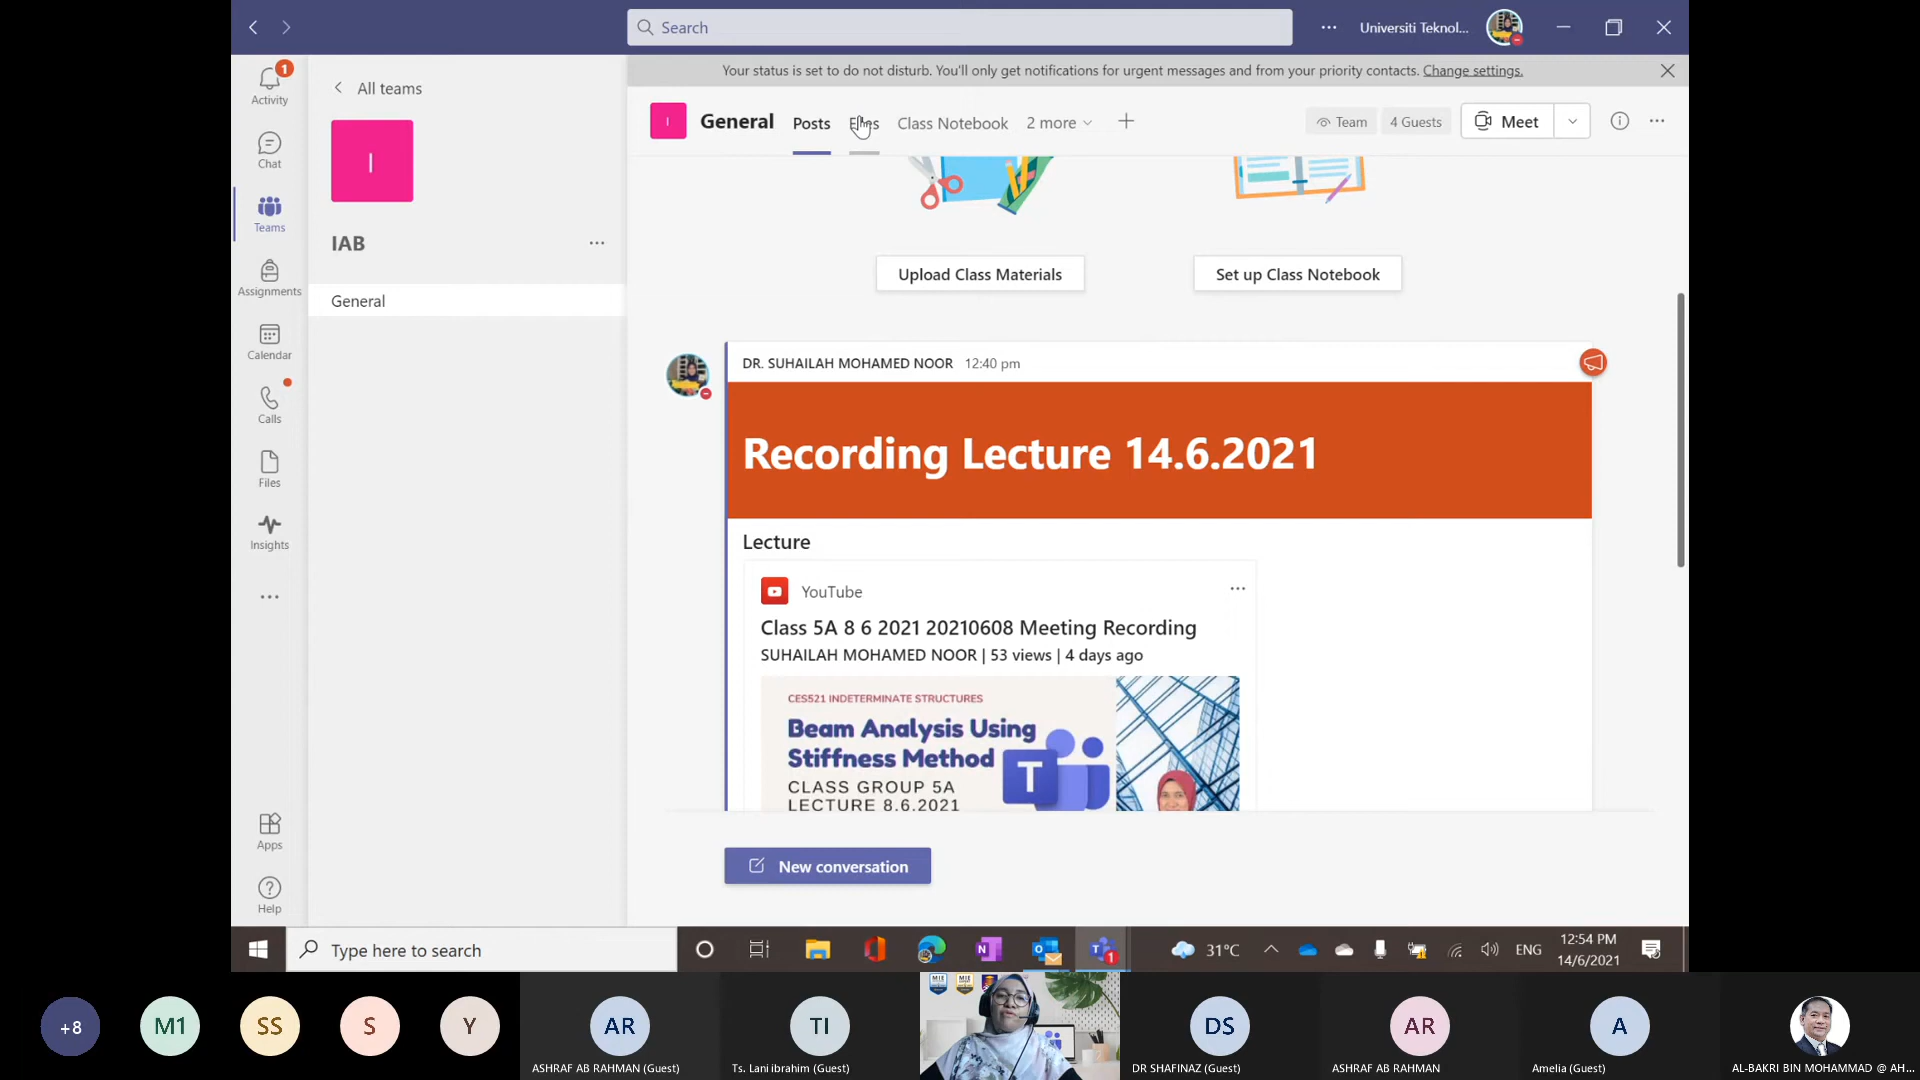 Search
Universiti Teknol...
Your status is set to do not disturb. You'll only get notifications for urgent messages and from your priority contacts. Change settings.
1
Activity
Chat
Teams
Assignments
Calendar
Calls
Files
Insights
Apps
Help
All teams
I
IAB
General
I
General
Posts
Files
Class Notebook
2 more
Team
4 Guests
Meet
Upload Class Materials
Set up Class Notebook
DR. SUHAILAH MOHAMED NOOR 12:40 pm
Recording Lecture 14.6.2021
Lecture
YouTube
Class 5A 8 6 2021 20210608 Meeting Recording
SUHAILAH MOHAMED NOOR | 53 views | 4 days ago
CES521 INDETERMINATE STRUCTURES
Beam Analysis Using
Stiffness Method
CLASS GROUP 5A
LECTURE 8.6.2021
T
New conversation
Type here to search
N
1
31°C
ENG
12:54 PM
14/6/2021
+8
M1
SS
S
Y
AR
ASHRAF AB RAHMAN (Guest)
TI
Ts. Lani ibrahim (Guest)
DS
DR SHAFINAZ (Guest)
AR
ASHRAF AB RAHMAN
A
Amelia (Guest)
AL-BAKRI BIN MOHAMMAD @ AH...